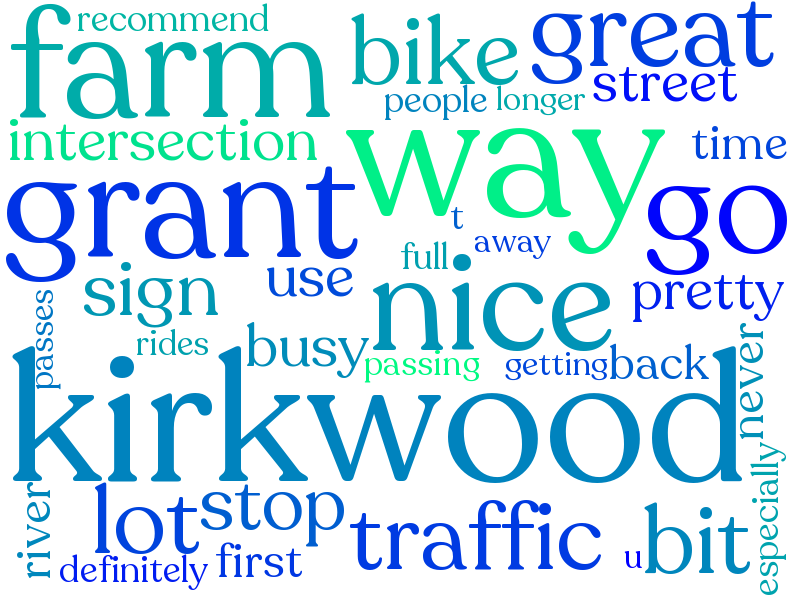 recommend
farm
bike
great
people
longer
street
intersection
way
time
grant
t
away
go
full
sign
use
nice
pretty
passes
rides
busy
passing
getting
back
never
kirkwood
especially
river
lot
stop
traffic
bit
definitely
first
u